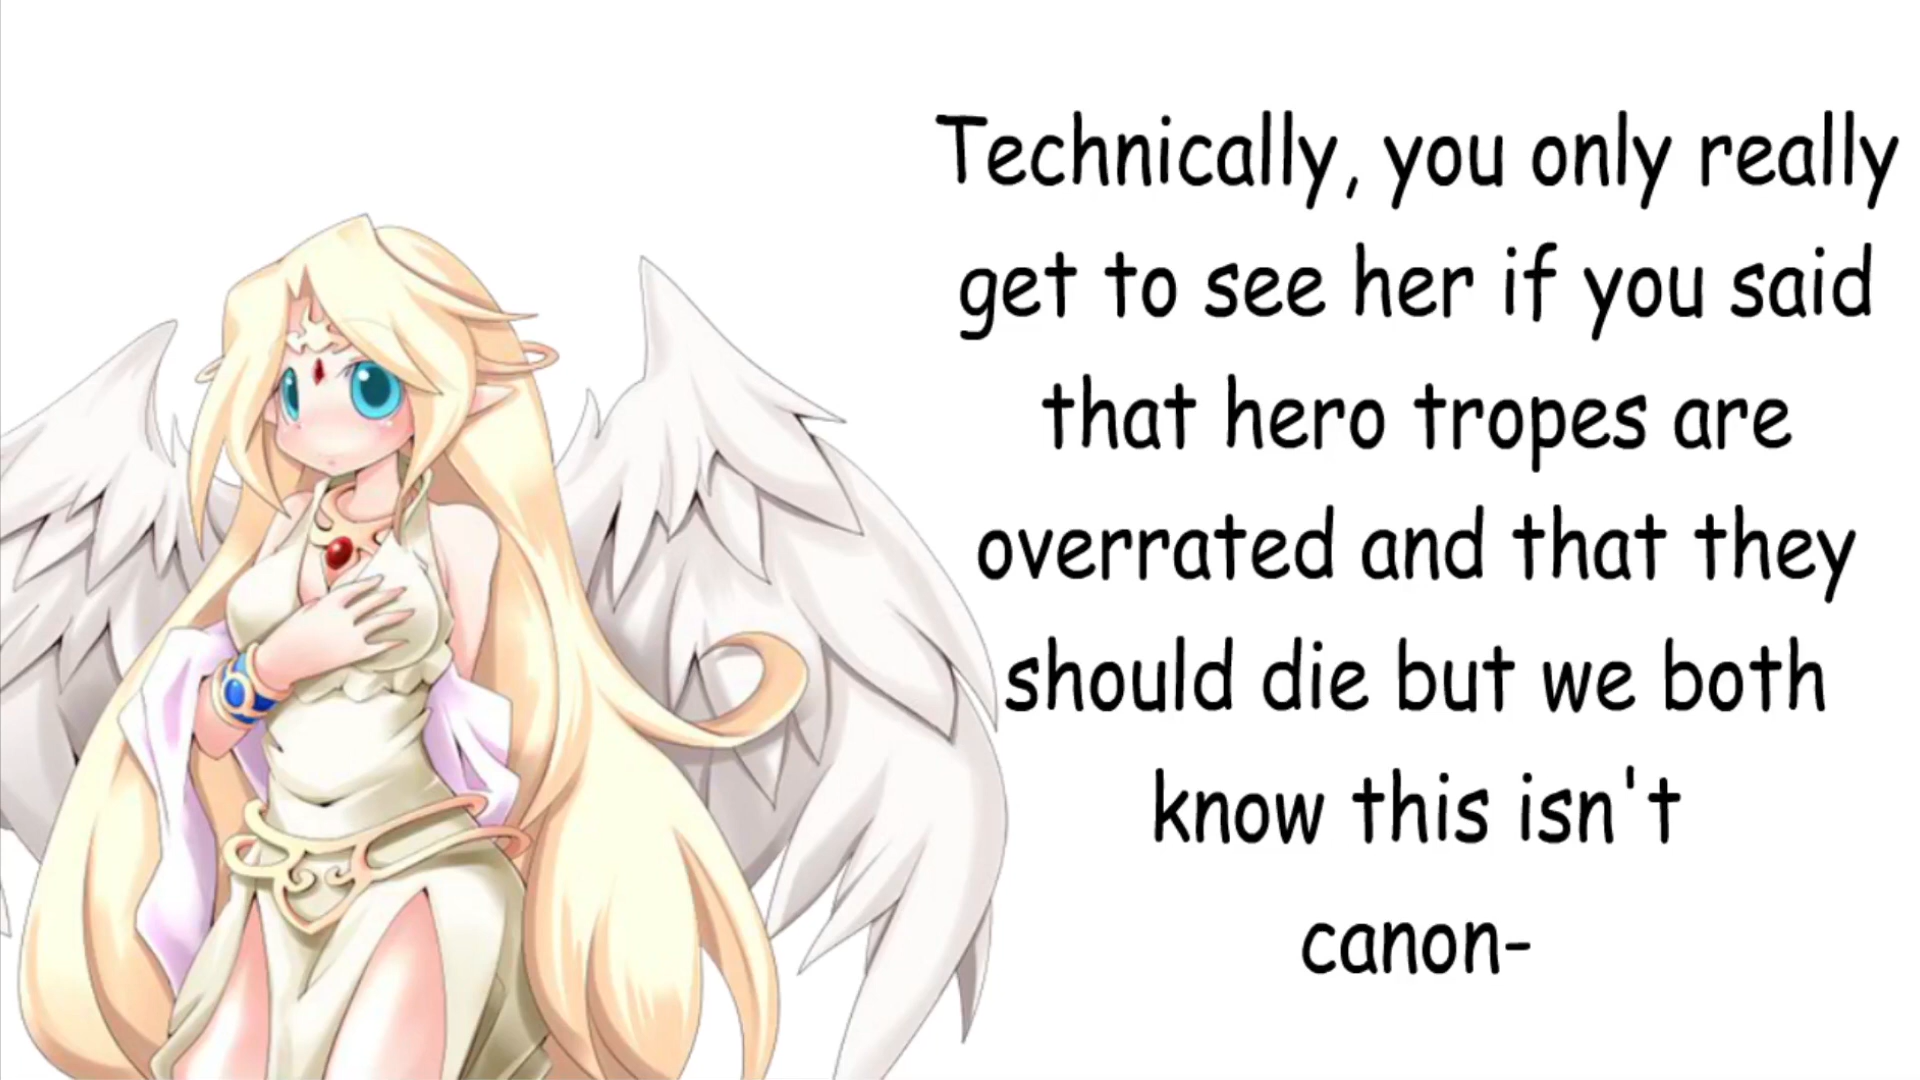 Technically, you only really
get to see her if you said
that hero tropes are
overrated and that they
should die but we both
know this isn't
canon-